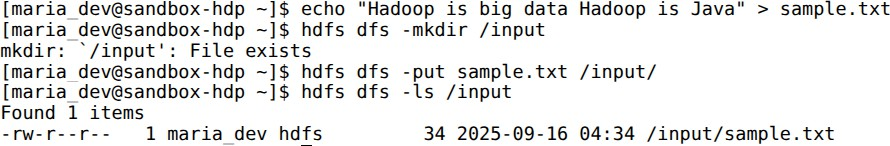 [maria_dev@sandbox-hdp ~]$ echo "Hadoop is big data Hadoop is Java" > sample.txt
[maria_dev@sandbox-hdp ~]$ hdfs dfs -mkdir /input
mkdir: `/input': File exists
[maria_dev@sandbox-hdp ~]$ hdfs dfs -put sample.txt /input/
[maria_dev@sandbox-hdp ~]$ hdfs dfs -ls /input
Found 1 items
-rw-r--r--   1 maria_dev hdfs         34 2025-09-16 04:34 /input/sample.txt